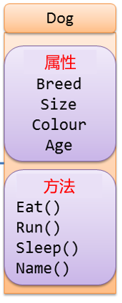 Dog
属性
Breed
Size
Colour
Age
方法
Eat()
Run()
Sleep()
Name()